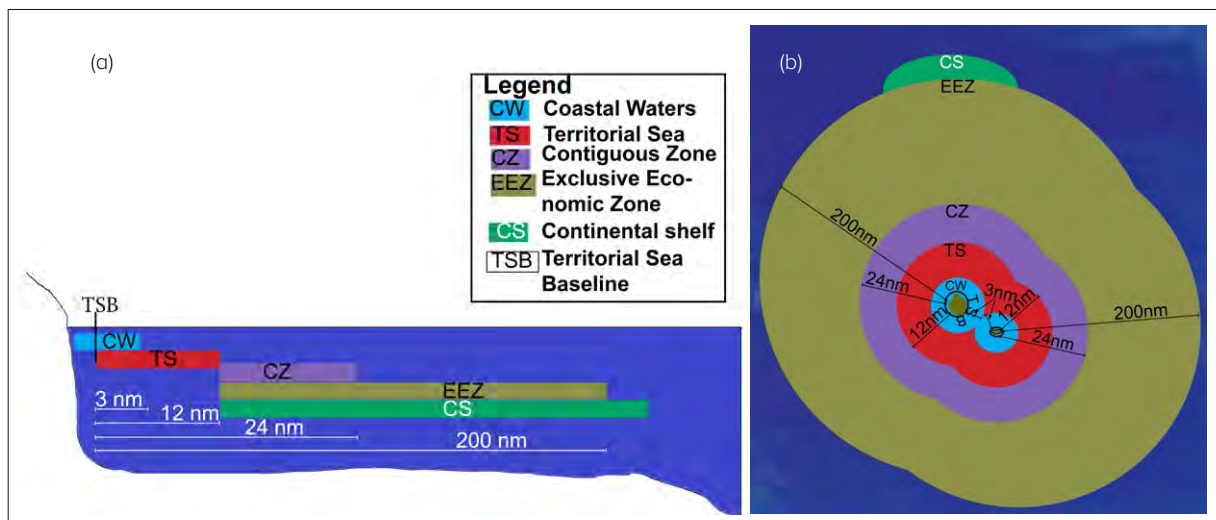 (a)
Legend
CW Coastal Waters
TS Territorial Sea
CZ Contiguous Zone
EEZ Exclusive Eco-
nomic Zone
CS Continental shelf
TSB Territorial Sea
Baseline
TSB
CW
TS
CZ
EEZ
CS
3 nm
12 nm
24 nm
200 nm
(b)
CS
EEZ
CZ
200nm
TS
24nm
CW
3nm
T
S
B
12nm
12nm
200nm
24nm